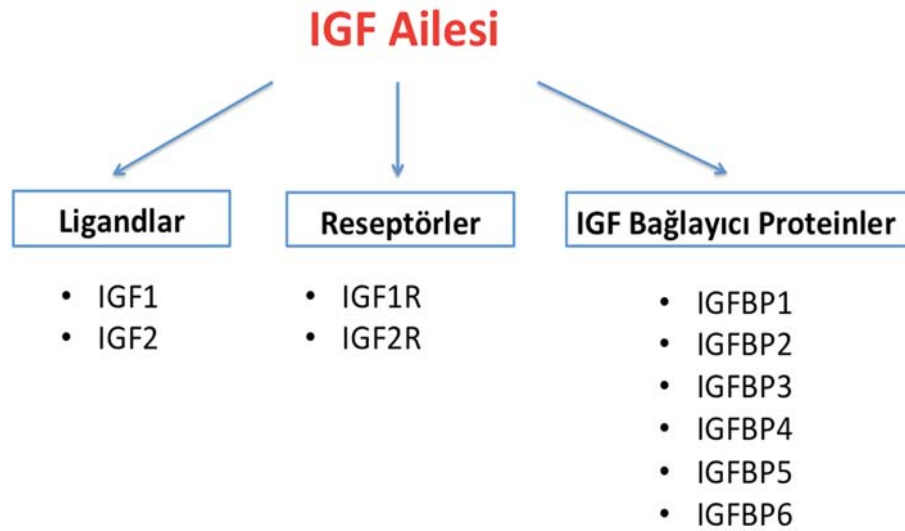 IGF Ailesi
Ligandlar
• IGF1
• IGF2
Reseptörler
• IGF1R
• IGF2R
IGF Bağlayıcı Proteinler
• IGFBP1
• IGFBP2
• IGFBP3
• IGFBP4
• IGFBP5
• IGFBP6